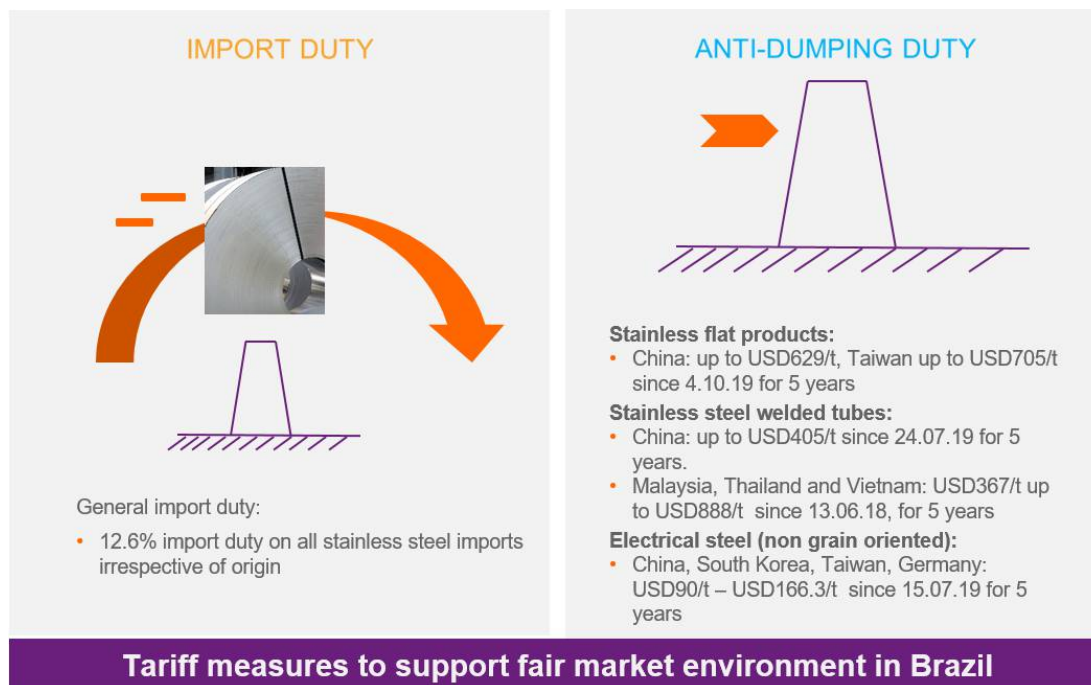 IMPORT DUTY
General import duty:
• 12.6% import duty on all stainless steel imports
irrespective of origin
ANTI-DUMPING DUTY
Stainless flat products:
• China: up to USD629/t, Taiwan up to USD705/t
since 4.10.19 for 5 years
Stainless steel welded tubes:
• China: up to USD405/t since 24.07.19 for 5
years.
• Malaysia, Thailand and Vietnam: USD367/t up
to USD888/t  since 13.06.18, for 5 years
Electrical steel (non grain oriented):
• China, South Korea, Taiwan, Germany:
USD90/t – USD166.3/t  since 15.07.19 for 5
years
Tariff measures to support fair market environment in Brazil